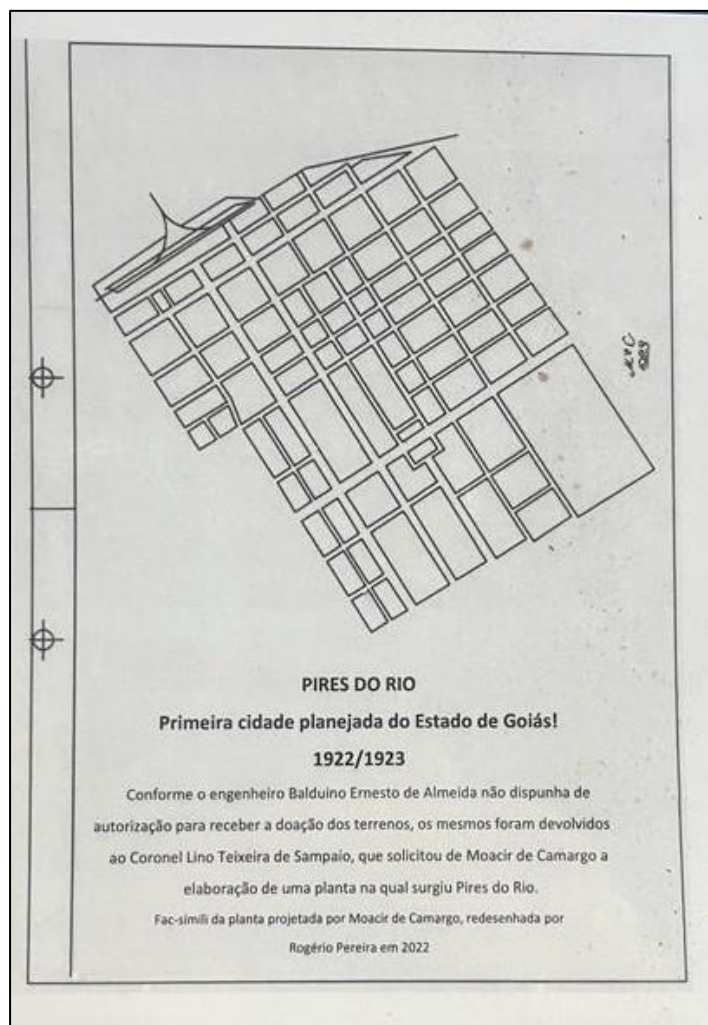 PIRES DO RIO
Primeira cidade planejada do Estado de Goiás!
1922/1923
Conforme o engenheiro Balduino Ernesto de Almeida não dispunha de
autorização para receber a doação dos terrenos, os mesmos foram devolvidos
ao Coronel Lino Teixeira de Sampaio, que solicitou de Moacir de Camargo a
elaboração de uma planta na qual surgiu Pires do Rio.
Fac-simili da planta projetada por Moacir de Camargo, redesenhada por
Rogério Pereira em 2022